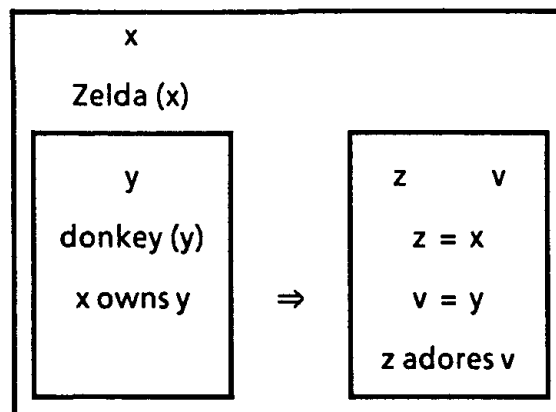 x
Zelda (x)
y
donkey (y)
x owns y
⇒
z v
z = x
v = y
z adores v